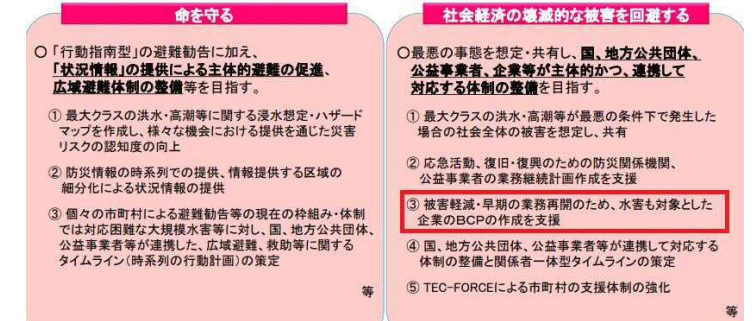 命を守る
○「行動指南型」の避難勧告に加え、
「状況情報」の提供による主体的避難の促進、
広域避難体制の整備等を目指す。
① 最大クラスの洪水・高潮等に関する浸水想定・ハザード
マップを作成し、様々な機会における提供を通じた災害
リスクの認知度の向上
② 防災情報の時系列での提供、情報提供する区域の
細分化による状況情報の提供
③ 個々の市町村による避難勧告等の現在の枠組み・体制
では対応困難な大規模水害等に対し、国、地方公共団体、
公益事業者等が連携した、広域避難、救助等に関する
タイムライン(時系列の行動計画)の策定
等
社会経済の壊滅的な被害を回避する
○最悪の事態を想定・共有し、国、地方公共団体、
公益事業者、企業等が主体的かつ、連携して
対応する体制の整備を目指す。
① 最大クラスの洪水・高潮等が最悪の条件下で発生した
場合の社会全体の被害を想定し、共有
② 応急活動、復旧・復興のための防災関係機関、
公益事業者の業務継続計画作成を支援
③ 被害軽減・早期の業務再開のため、水害も対象とした
企業のBCPの作成を支援
④ 国、地方公共団体、公益事業者等が連携して対応する
体制の整備と関係者一体型タイムラインの策定
⑤ TEC-FORCEによる市町村の支援体制の強化
等